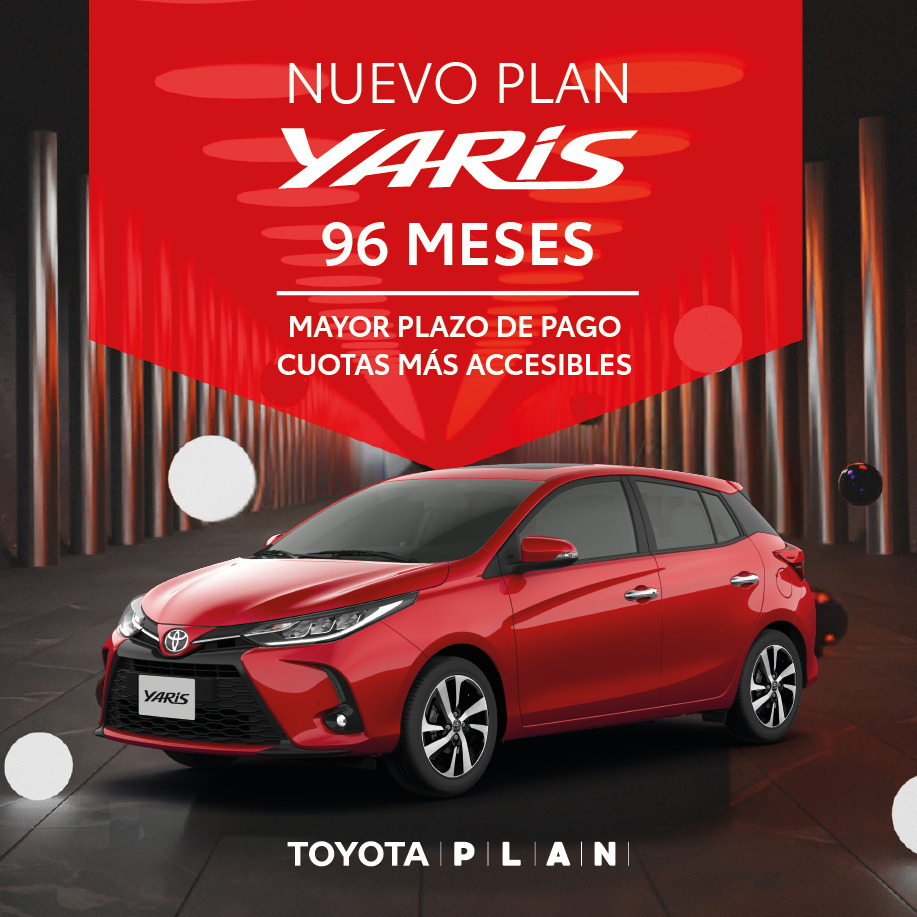 NUEVO PLAN
YARIS
96 MESES
MAYOR PLAZO DE PAGO
CUOTAS MÁS ACCESIBLES
YARIS
TOYOTA PLAN